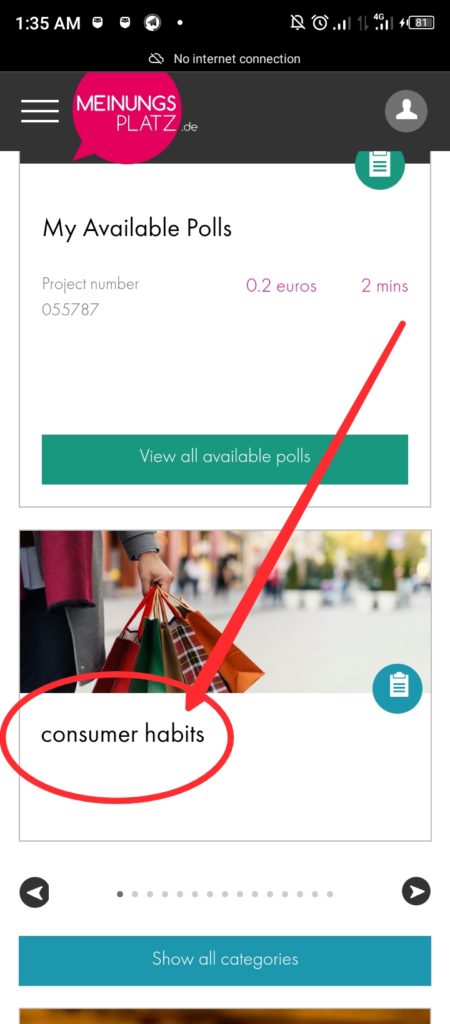 1:35 AM
4G
81
No internet connection
MEINUNGS
PLATZ.de
My Available Polls
Project number 0.2 euros 2 mins
055787
View all available polls
consumer habits
Show all categories